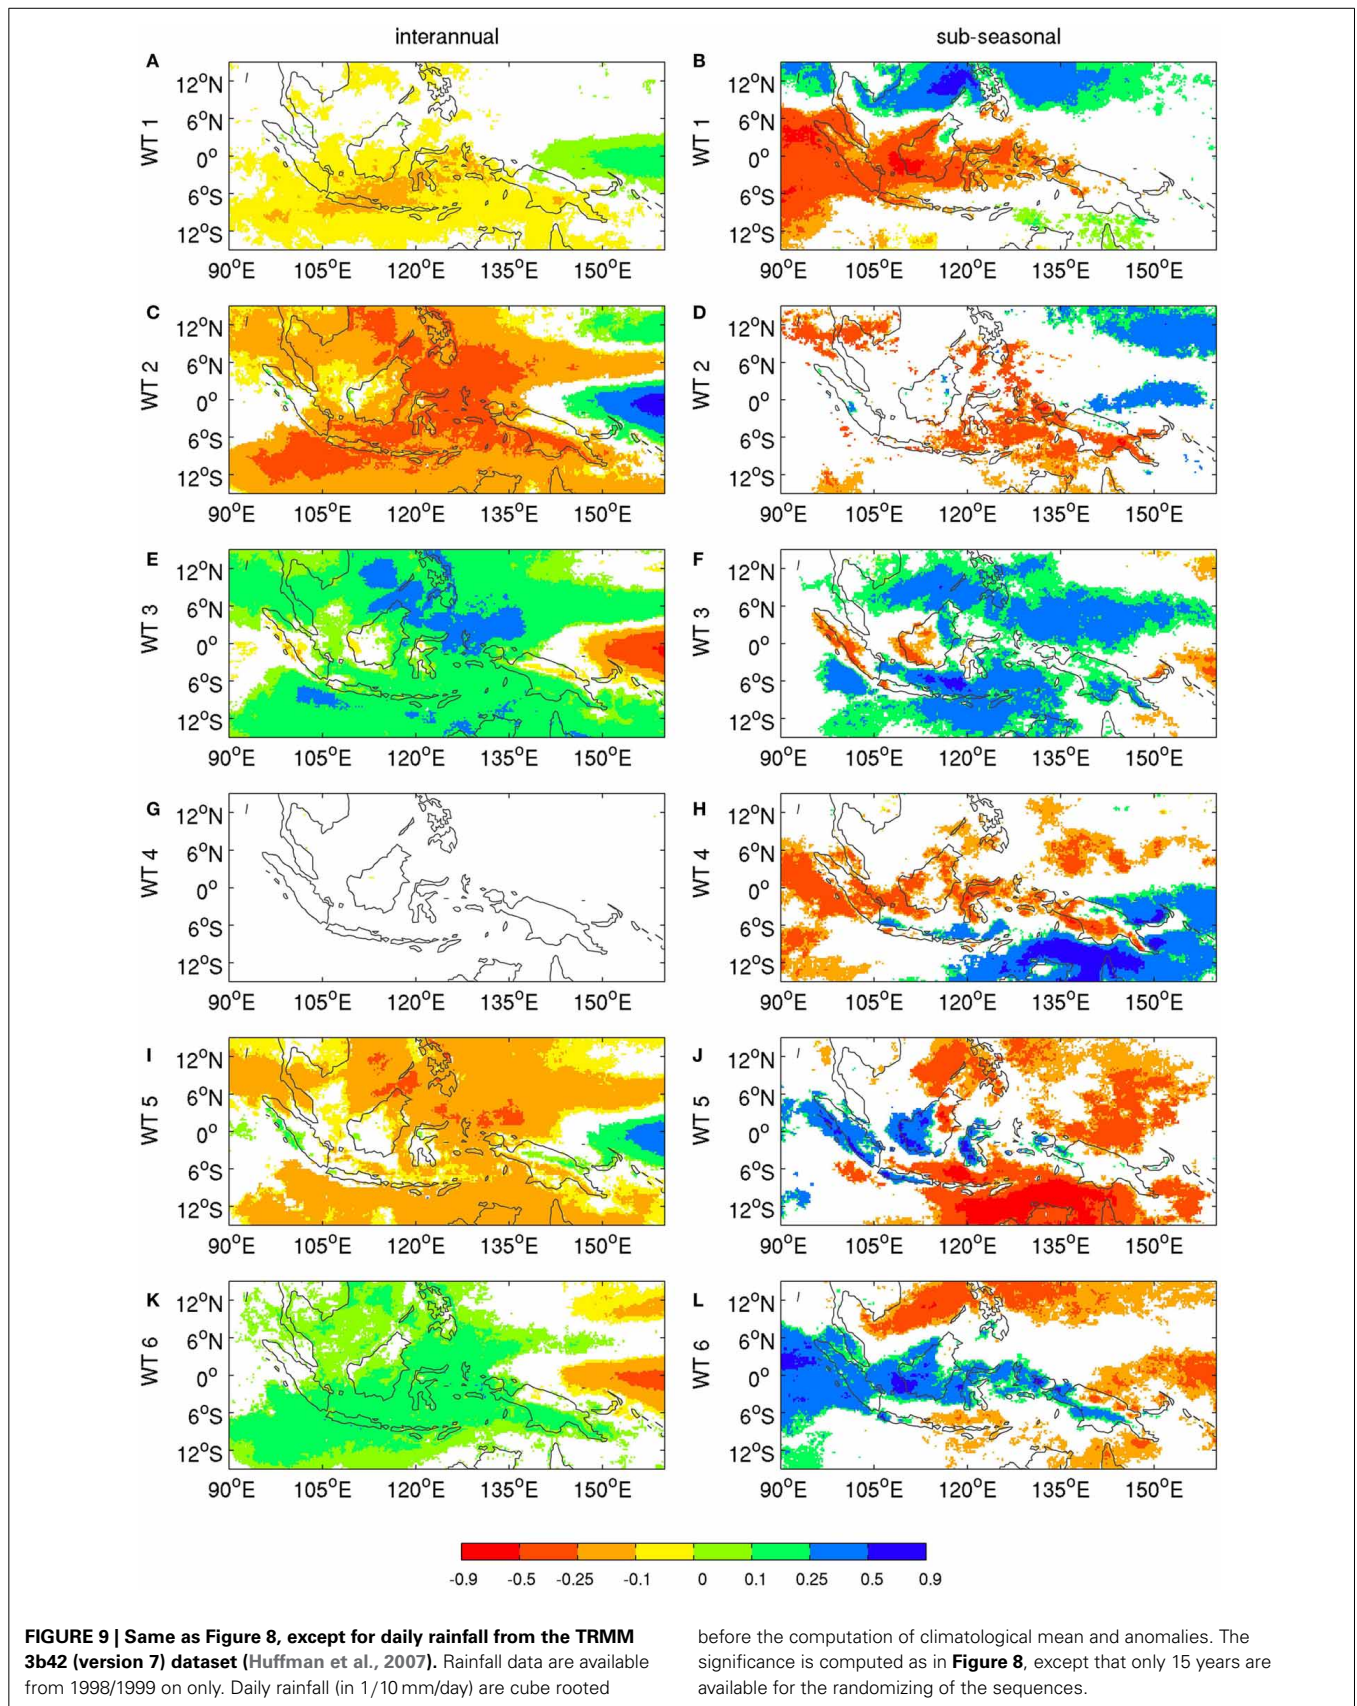 interannual
sub-seasonal
A
12°N
6°N
0°
6°S
12°S
WT 1
90°E 105°E 120°E 135°E 150°E
B
12°N
6°N
0°
6°S
12°S
WT 1
90°E 105°E 120°E 135°E 150°E
C
12°N
6°N
0°
6°S
12°S
WT 2
90°E 105°E 120°E 135°E 150°E
D
12°N
6°N
0°
6°S
12°S
WT 2
90°E 105°E 120°E 135°E 150°E
E
12°N
6°N
0°
6°S
12°S
WT 3
90°E 105°E 120°E 135°E 150°E
F
12°N
6°N
0°
6°S
12°S
WT 3
90°E 105°E 120°E 135°E 150°E
G
12°N
6°N
0°
6°S
12°S
WT 4
90°E 105°E 120°E 135°E 150°E
H
12°N
6°N
0°
6°S
12°S
WT 4
90°E 105°E 120°E 135°E 150°E
I
12°N
6°N
0°
6°S
12°S
WT 5
90°E 105°E 120°E 135°E 150°E
J
12°N
6°N
0°
6°S
12°S
WT 5
90°E 105°E 120°E 135°E 150°E
K
12°N
6°N
0°
6°S
12°S
WT 6
90°E 105°E 120°E 135°E 150°E
L
12°N
6°N
0°
6°S
12°S
WT 6
90°E 105°E 120°E 135°E 150°E
-0.9 -0.5 -0.25 -0.1 0 0.1 0.25 0.5 0.9
FIGURE 9 | Same as Figure 8, except for daily rainfall from the TRMM
3b42 (version 7) dataset (Huffman et al., 2007). Rainfall data are available
from 1998/1999 on only. Daily rainfall (in 1/10 mm/day) are cube rooted
before the computation of climatological mean and anomalies. The
significance is computed as in Figure 8, except that only 15 years are
available for the randomizing of the sequences.